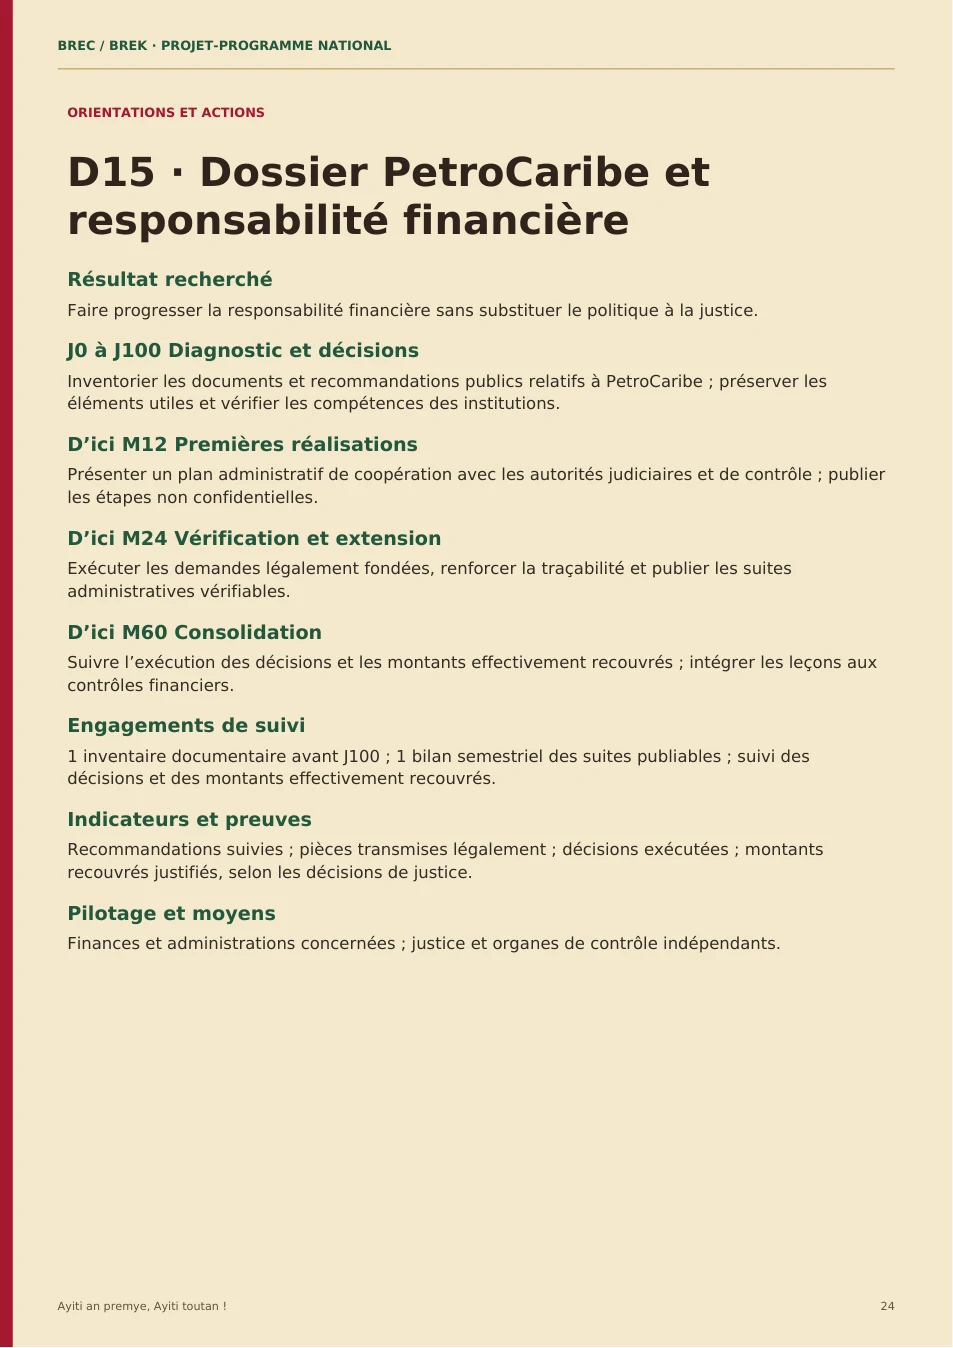 BREC / BREK · PROJET-PROGRAMME NATIONAL
ORIENTATIONS ET ACTIONS
D15 · Dossier PetroCaribe et
responsabilité financière
Résultat recherché
Faire progresser la responsabilité financière sans substituer le politique à la justice.
J0 à J100 Diagnostic et décisions
Inventorier les documents et recommandations publics relatifs à PetroCaribe ; préserver les
éléments utiles et vérifier les compétences des institutions.
D’ici M12 Premières réalisations
Présenter un plan administratif de coopération avec les autorités judiciaires et de contrôle ; publier
les étapes non confidentielles.
D’ici M24 Vérification et extension
Exécuter les demandes légalement fondées, renforcer la traçabilité et publier les suites
administratives vérifiables.
D’ici M60 Consolidation
Suivre l’exécution des décisions et les montants effectivement recouvrés ; intégrer les leçons aux
contrôles financiers.
Engagements de suivi
1 inventaire documentaire avant J100 ; 1 bilan semestriel des suites publiables ; suivi des
décisions et des montants effectivement recouvrés.
Indicateurs et preuves
Recommandations suivies ; pièces transmises légalement ; décisions exécutées ; montants
recouvrés justifiés, selon les décisions de justice.
Pilotage et moyens
Finances et administrations concernées ; justice et organes de contrôle indépendants.
Ayiti an premye, Ayiti toutan !
24